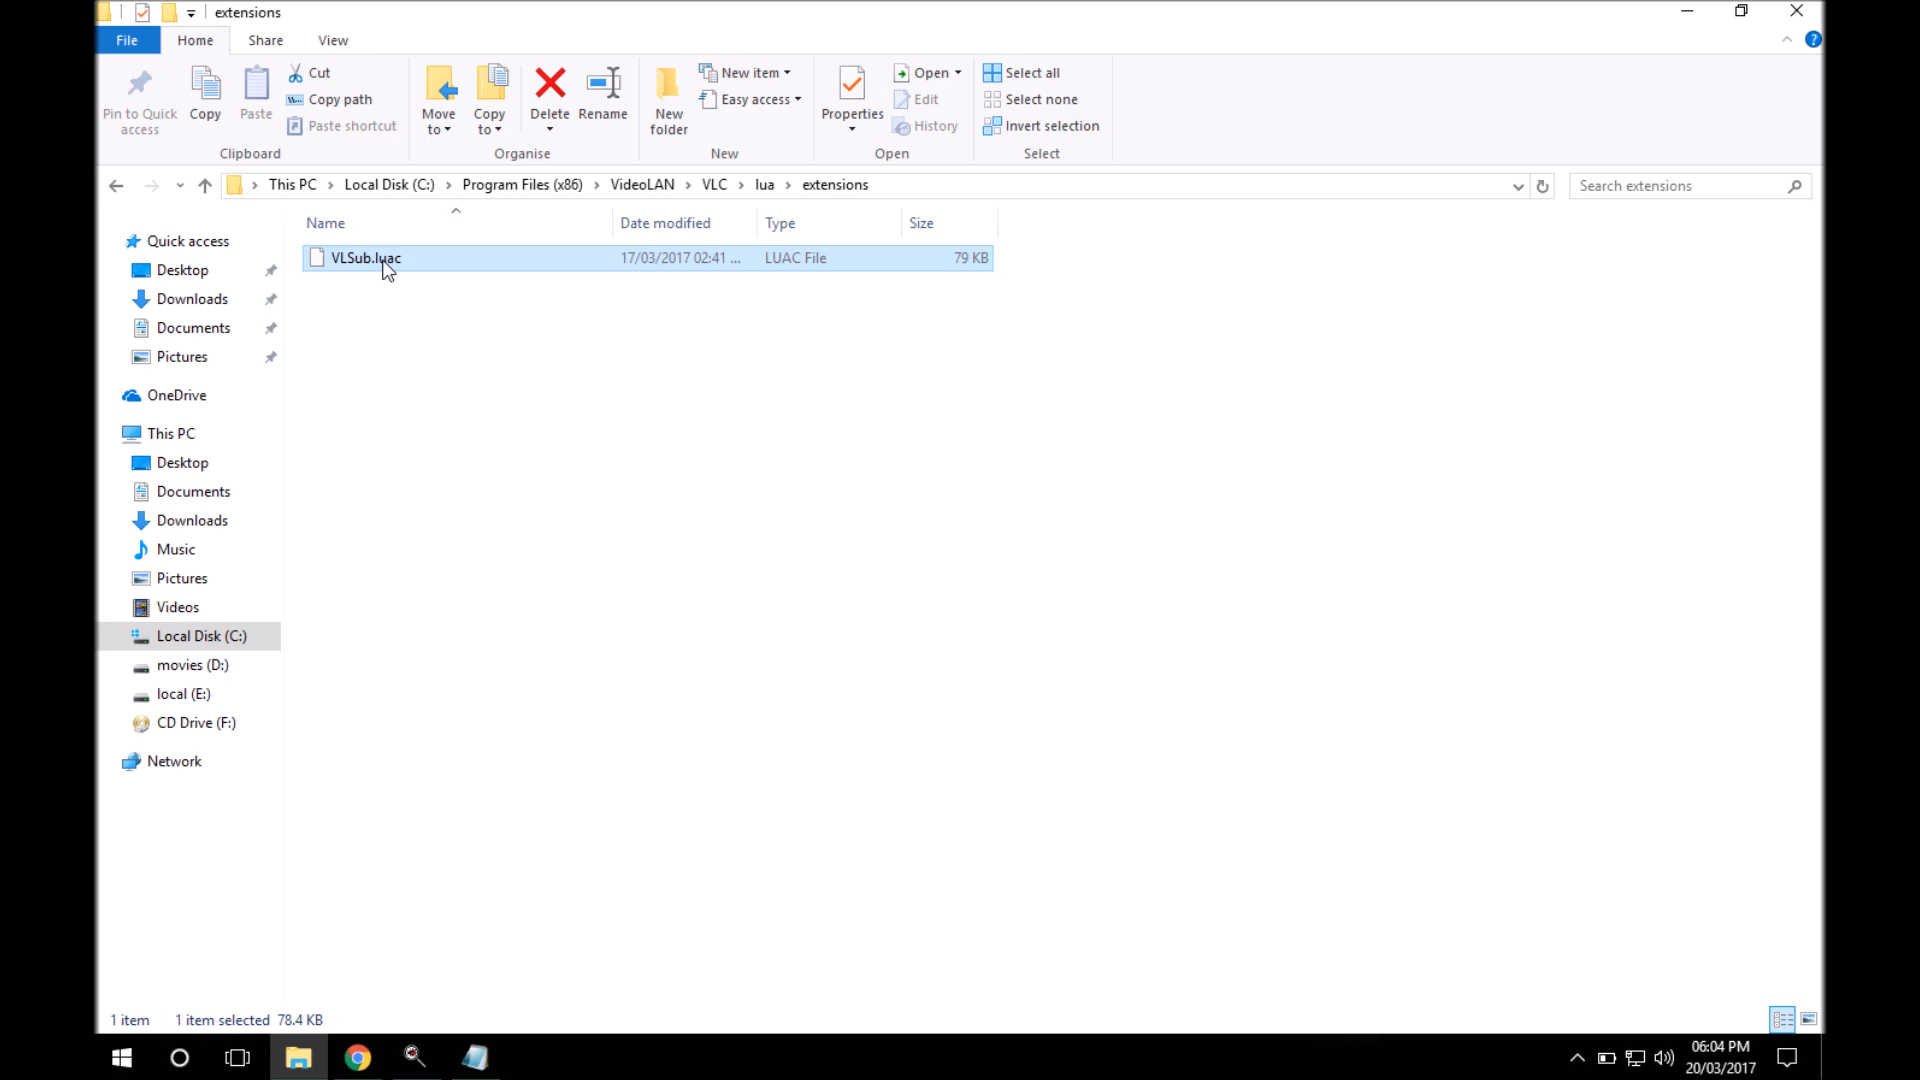 extensions
File
Home
Share
View
Pin to Quick access
Copy
Paste
Cut
Copy path
Paste shortcut
Clipboard
Move to
Copy to
Delete
Rename
Organise
New folder
New item
Easy access
New
Properties
Open
Edit
History
Open
Select all
Select none
Invert selection
Select
This PC > Local Disk (C:) > Program Files (x86) > VideoLAN > VLC > lua > extensions
Search extensions
Name
Date modified
Type
Size
VLSub.luac
17/03/2017 02:41 ...
LUAC File
79 KB
Quick access
Desktop
Downloads
Documents
Pictures
OneDrive
This PC
Desktop
Documents
Downloads
Music
Pictures
Videos
Local Disk (C:)
movies (D:)
local (E:)
CD Drive (F:)
Network
1 item
1 item selected 78.4 KB
06:04 PM
20/03/2017